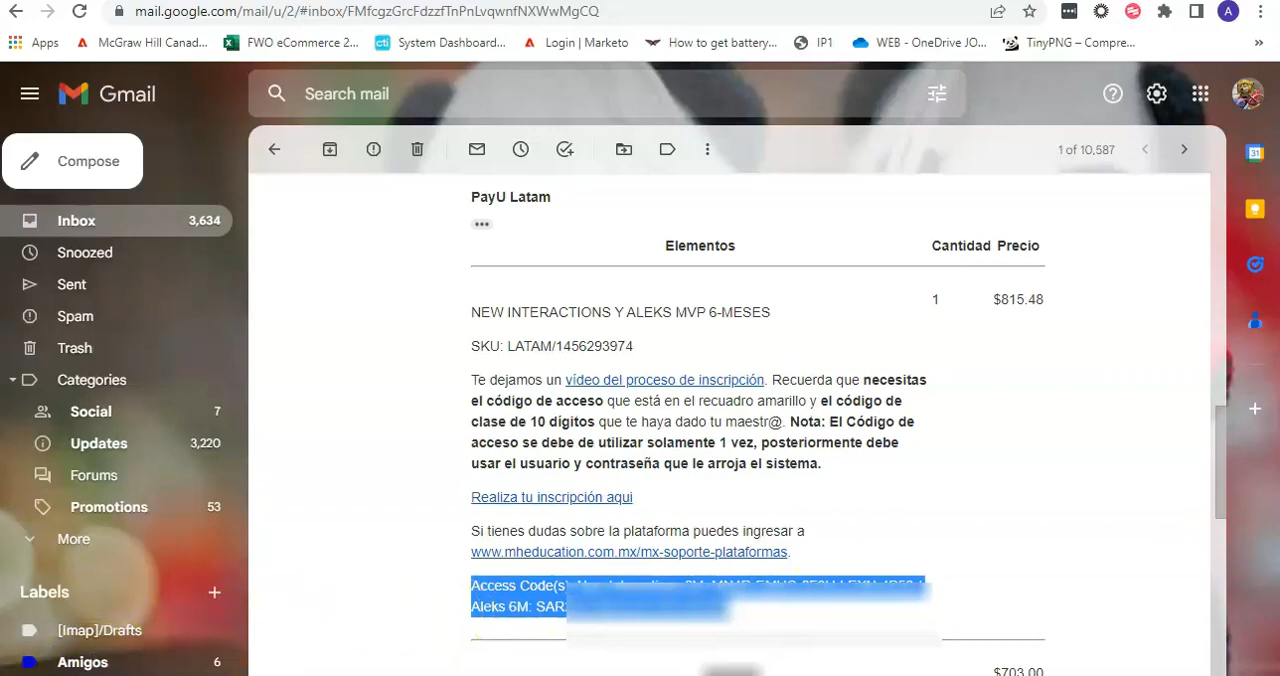 mail.google.com/mail/u/2/#inbox/FMfcgzGrcFdzzfTnPnLvqwnfNXWwMgCQ
A
Apps
McGraw Hill Canad...
FWO eCommerce 2...
cti
System Dashboard...
Login | Marketo
How to get battery...
IP1
WEB - OneDrive JO...
TinyPNG – Compre...
»
Gmail
Search mail
Compose
1 of 10,587
31
Inbox 3,634
Snoozed
Sent
Spam
Trash
Categories
Social 7
Updates 3,220
Forums
Promotions 53
More
Labels
[Imap]/Drafts
Amigos 6
PayU Latam
Elementos Cantidad Precio
NEW INTERACTIONS Y ALEKS MVP 6-MESES 1 $815.48
SKU: LATAM/1456293974
Te dejamos un vídeo del proceso de inscripción. Recuerda que necesitas
el código de acceso que está en el recuadro amarillo y el código de
clase de 10 dígitos que te haya dado tu maestr@. Nota: El Código de
acceso se debe de utilizar solamente 1 vez, posteriormente debe
usar el usuario y contraseña que le arroja el sistema.
Realiza tu inscripción aqui
Si tienes dudas sobre la plataforma puedes ingresar a
www.mheducation.com.mx/mx-soporte-plataformas.
Access Code(s)
Aleks 6M:
$703.00